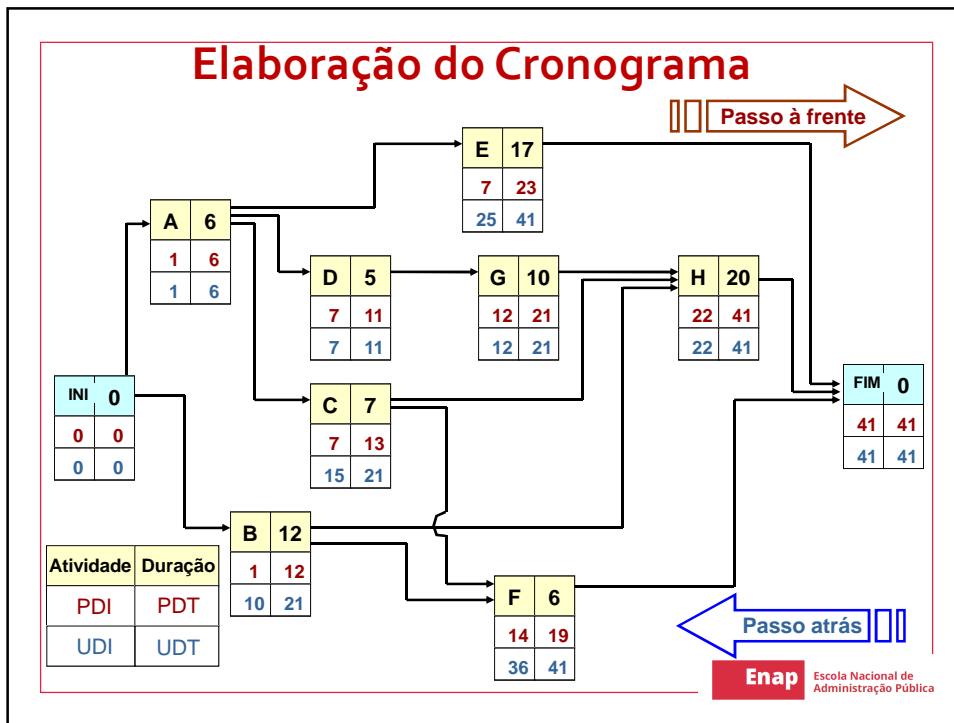 Elaboração do Cronograma
Passo à frente
E 17
7 23
25 41
A 6
1 6
1 6
D 5
7 11
7 11
G 10
12 21
12 21
H 20
22 41
22 41
INI 0
0 0
0 0
C 7
7 13
15 21
FIM 0
41 41
41 41
B 12
1 12
10 21
F 6
14 19
36 41
Atividade Duração
PDI PDT
UDI UDT
Passo atrás
Enap
Escola Nacional de
Administração Pública